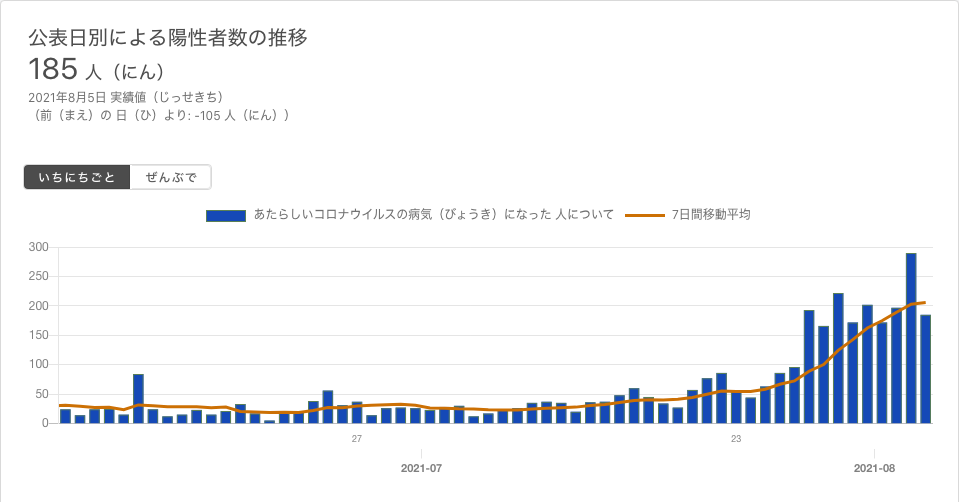 公表日別による陽性者数の推移
185 人（にん）
2021年8月5日 実績値（じっせきち）
（前（まえ）の 日（ひ）より: -105 人（にん））
いちにちごと ぜんぶで
あたらしいコロナウイルスの病気（びょうき）になった 人について 7日間移動平均
300
250
200
150
100
50
0
27 23
2021-07 2021-08